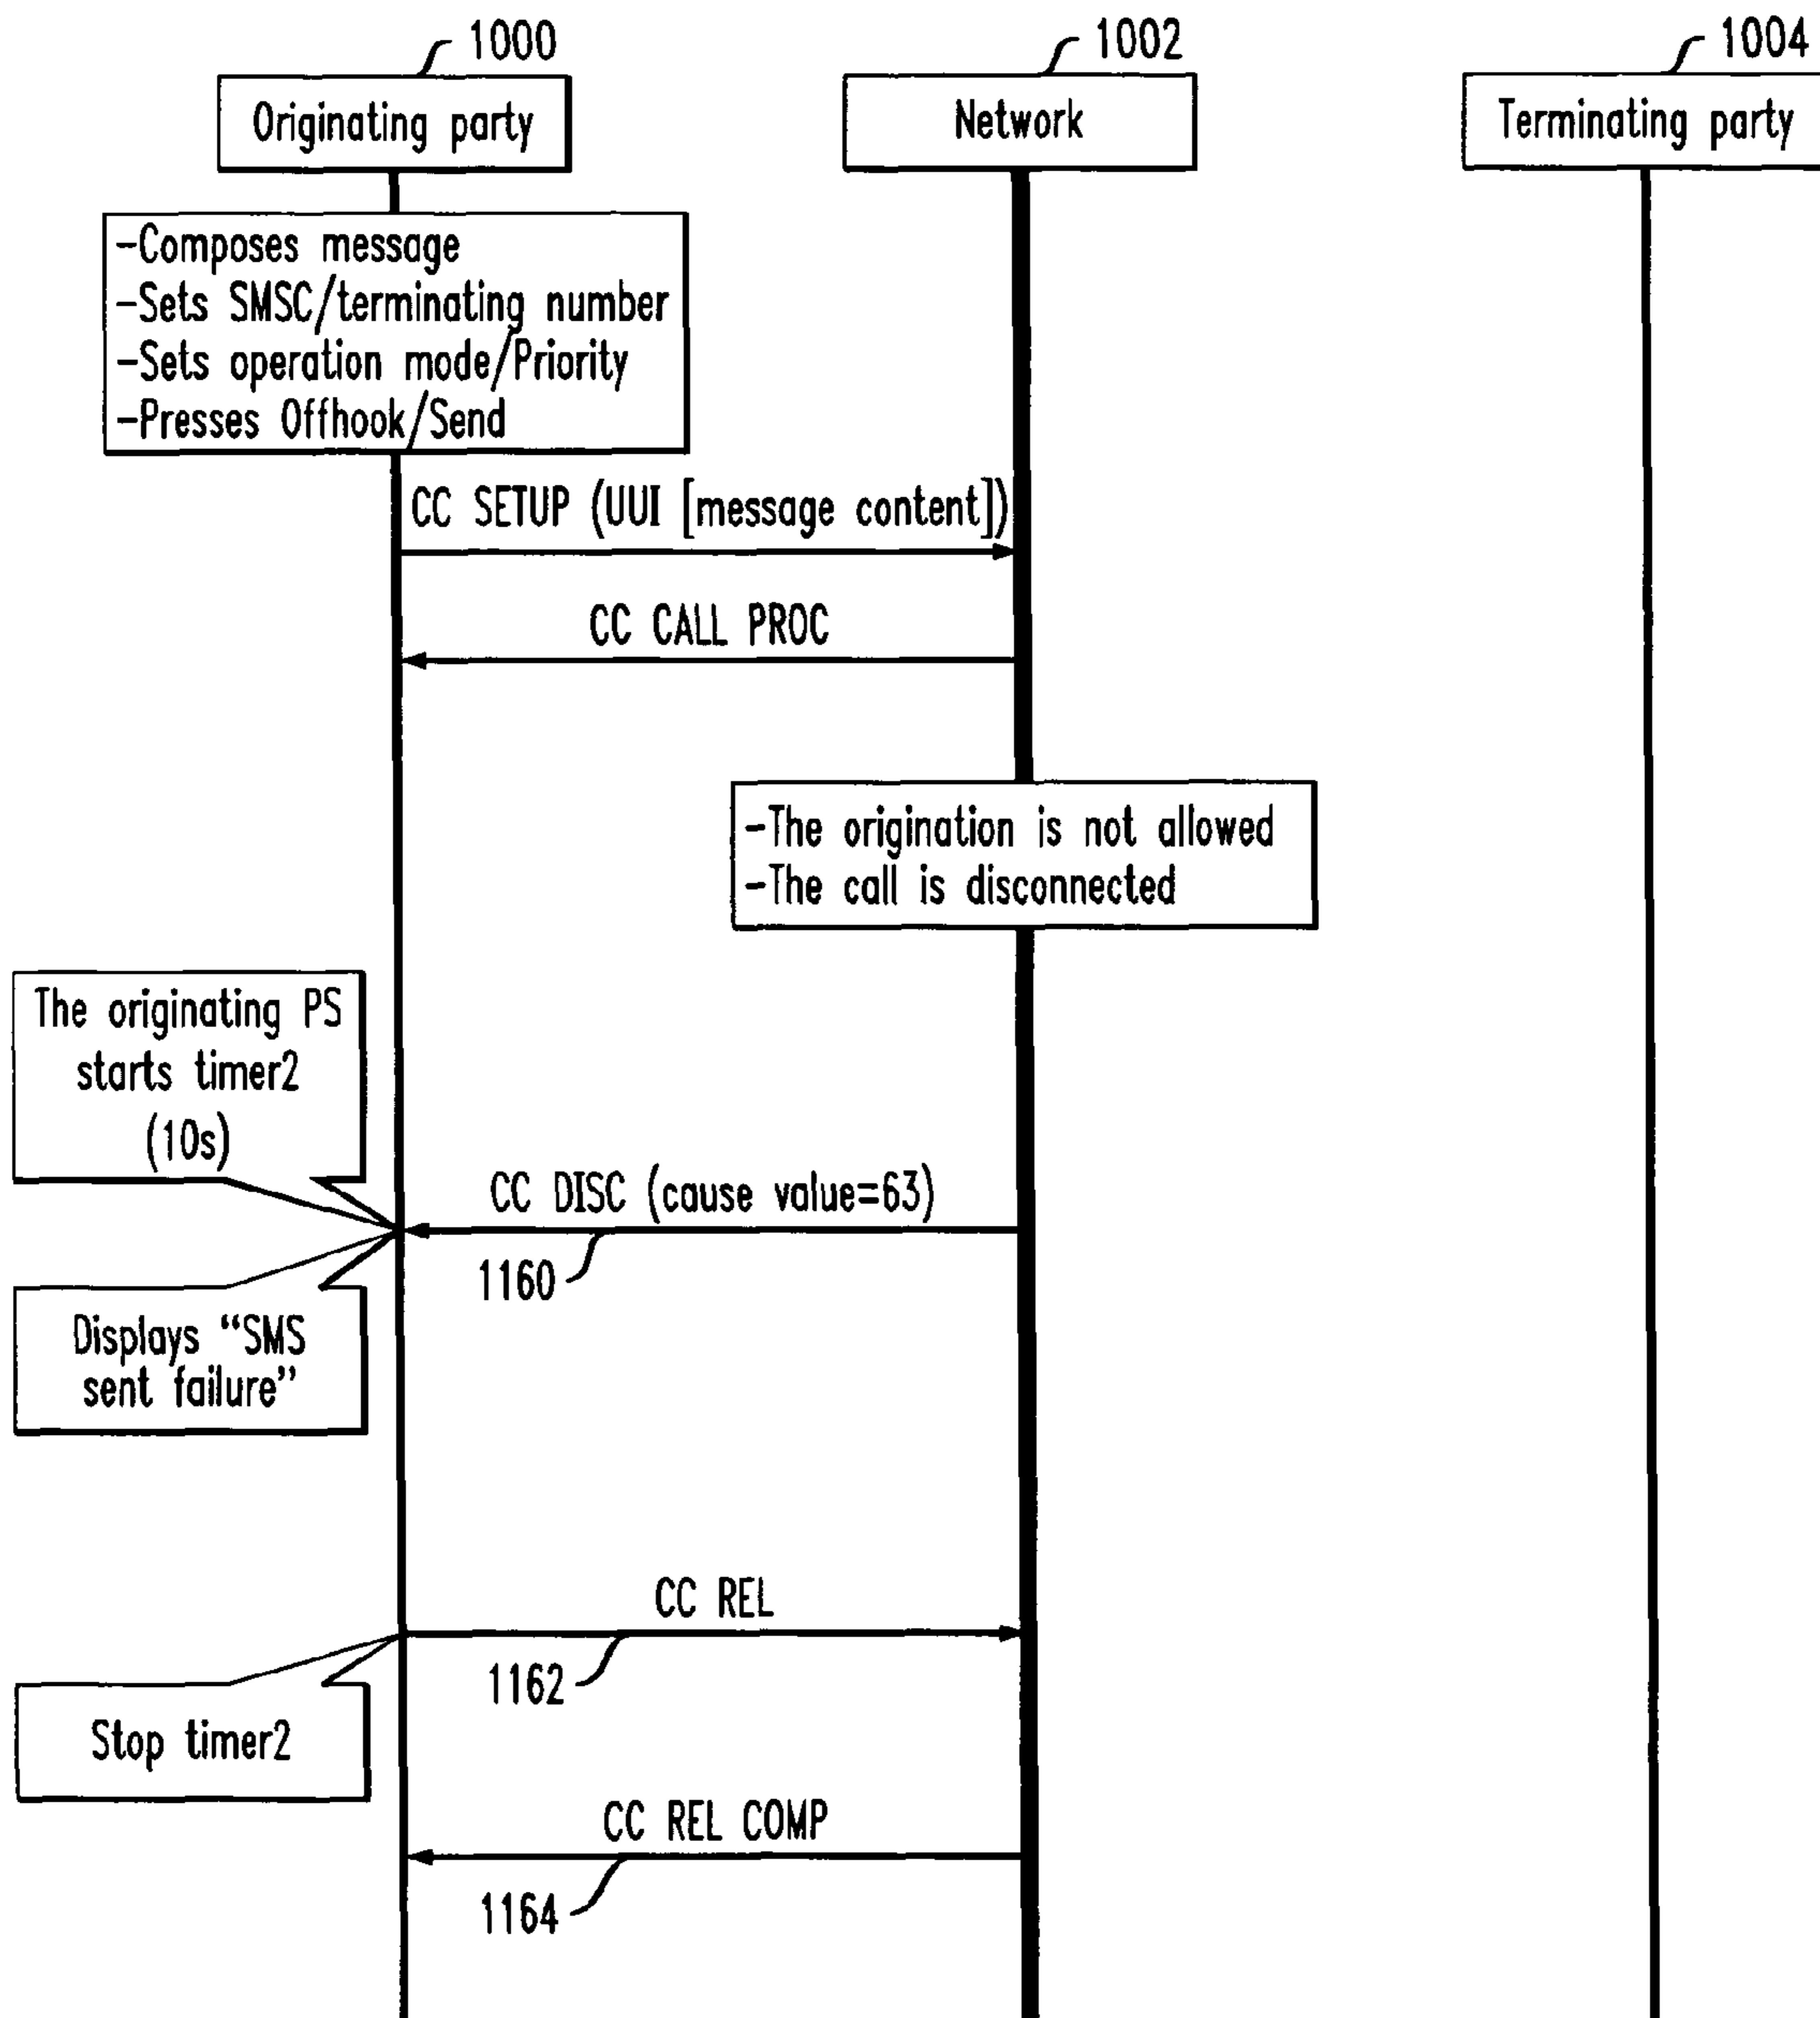 1000
1002
1004
Originating party
Network
Terminating party
-Composes message
-Sets SMSC/terminating number
-Sets operation mode/Priority
-Presses Offhook/Send
CC SETUP (UUI [message content])
CC CALL PROC
-The origination is not allowed
-The call is disconnected
The originating PS
starts timer2
(10s)
CC DISC (cause value=63)
1160
Displays “SMS
sent failure”
CC REL
1162
Stop timer2
CC REL COMP
1164